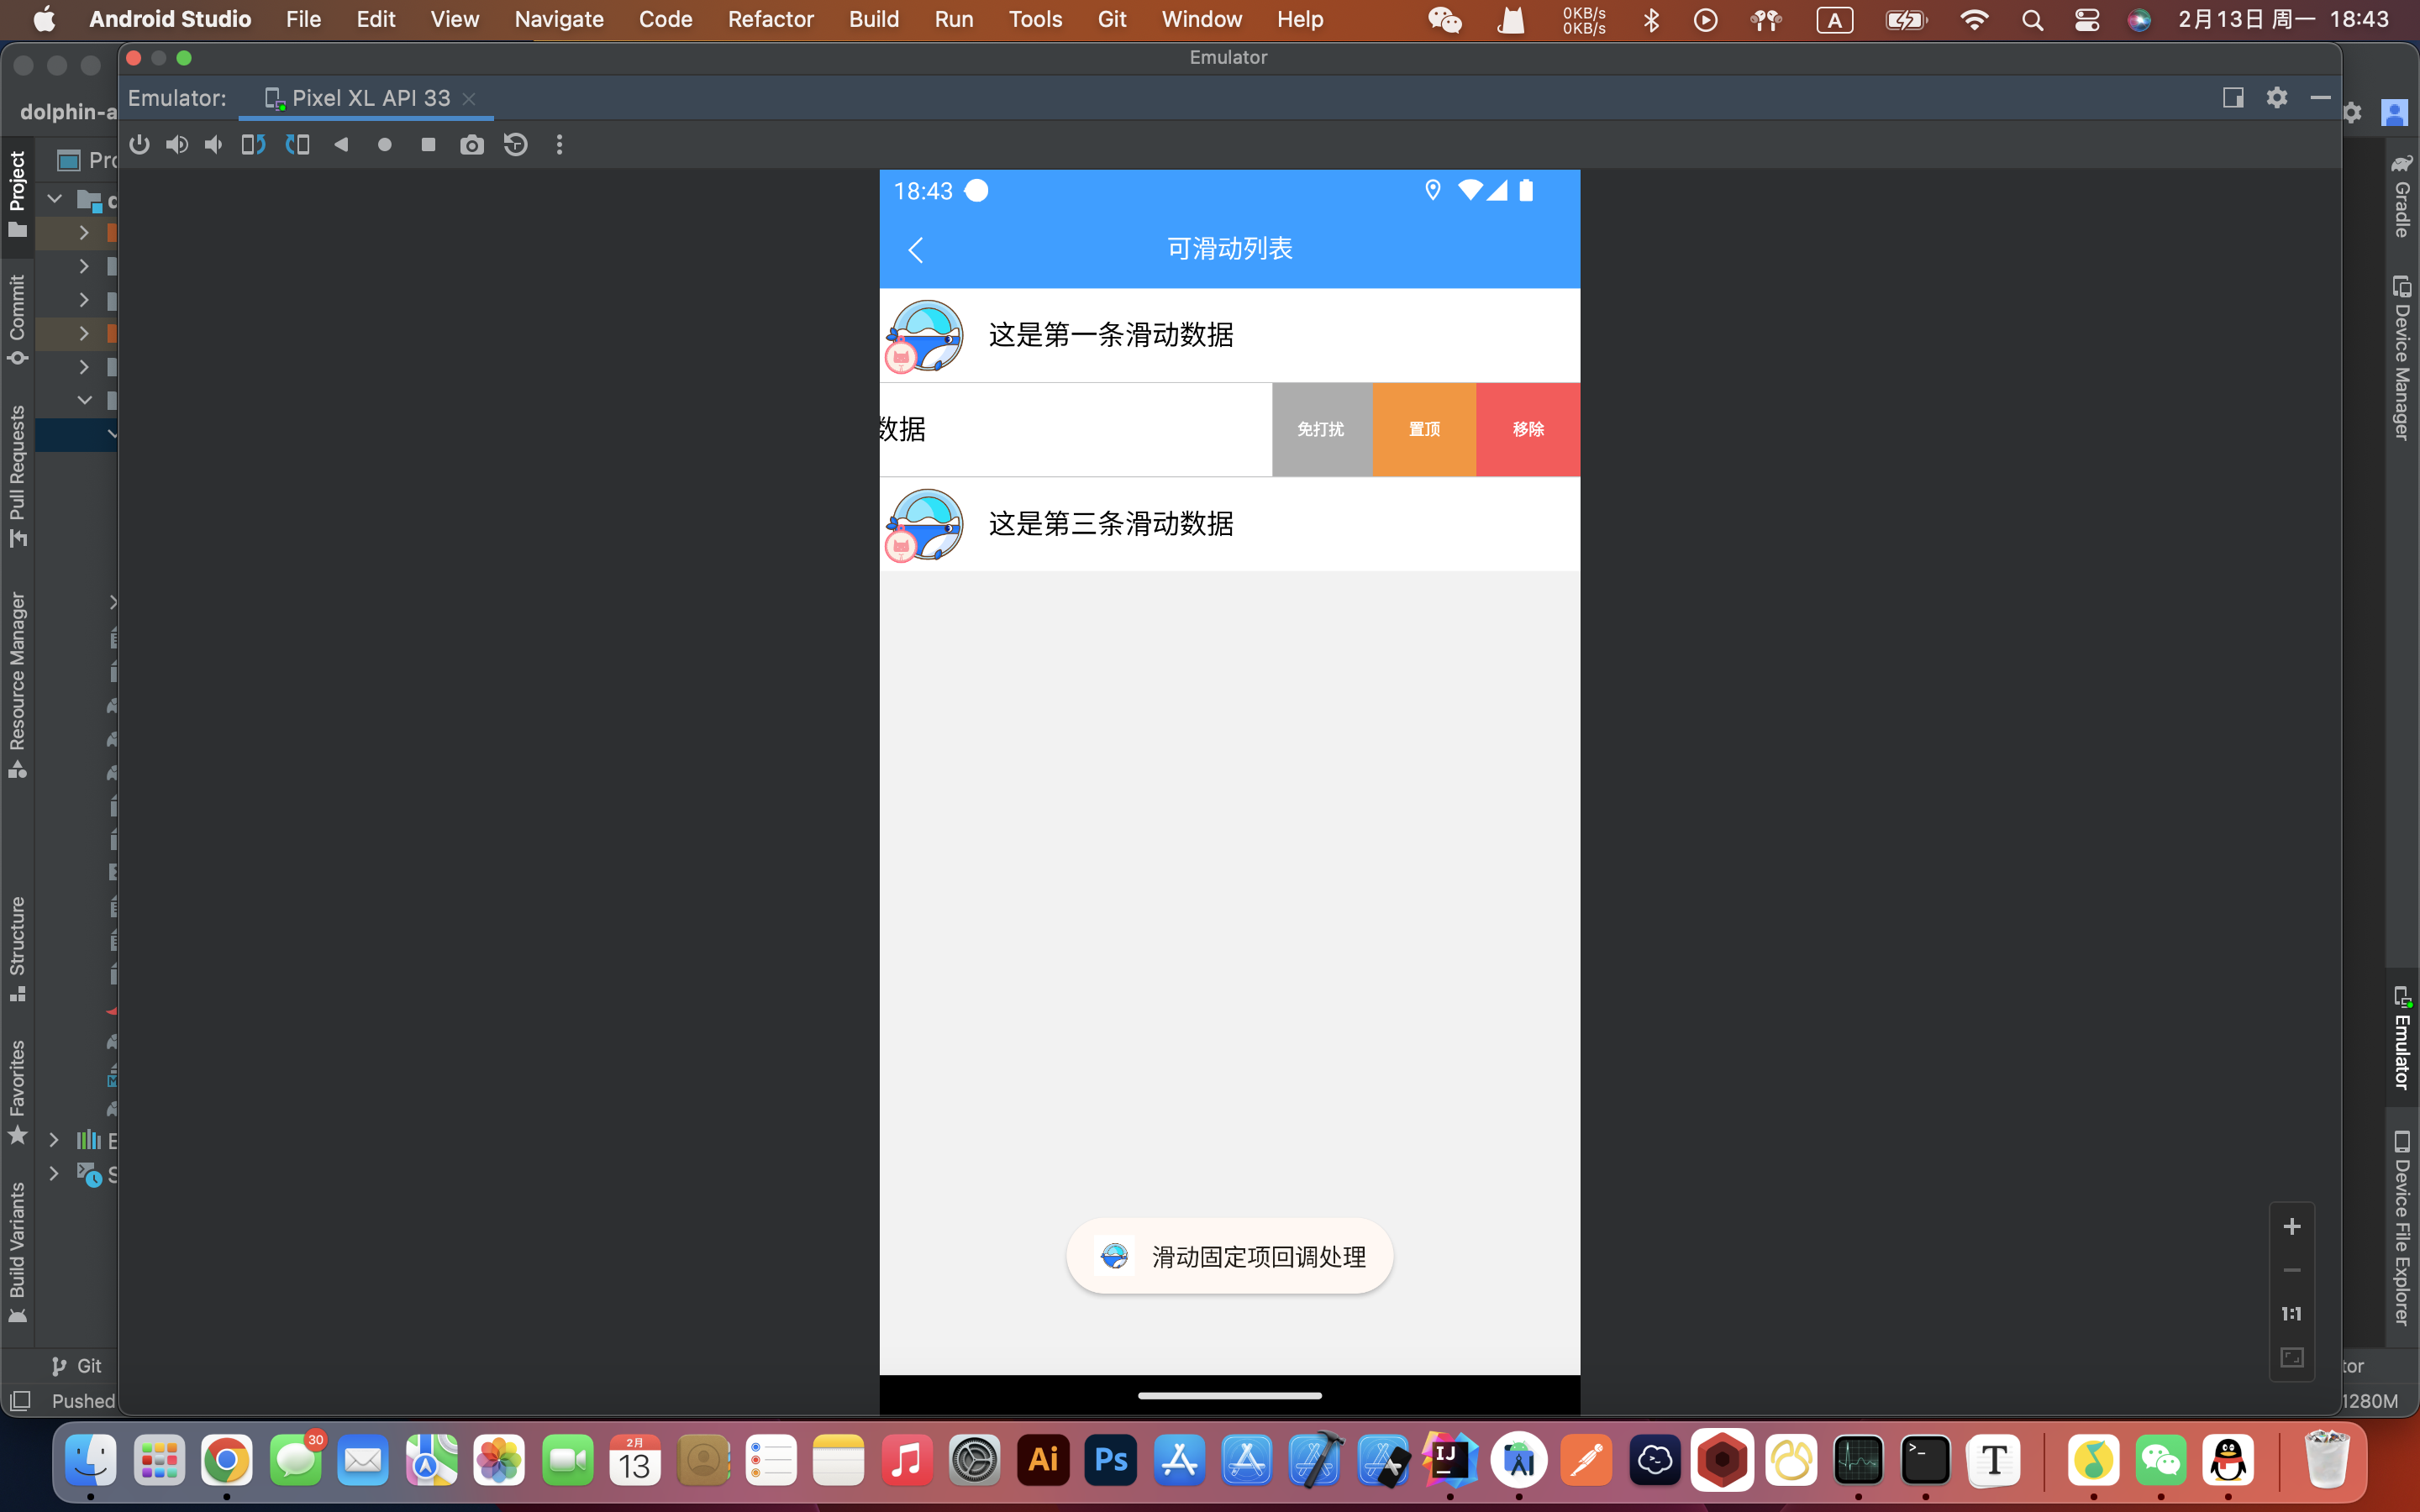 Android Studio File Edit View Navigate Code Refactor Build Run Tools Git Window Help 0KB/s A 2月13日 周一 18:43
0KB/s
Emulator
Emulator: Pixel XL API 33
dolphin-a
Project
Commit
Pull Requests
Resource Manager
Structure
Favorites
Build Variants
Gradle
Device Manager
Emulator
Device File Explorer
18:43
可滑动列表
这是第一条滑动数据
数据 免打扰 置顶 移除
这是第三条滑动数据
滑动固定项回调处理
1:1
Git
Pushed
1280M
30
2月
13
Ai
Ps
IJ
T